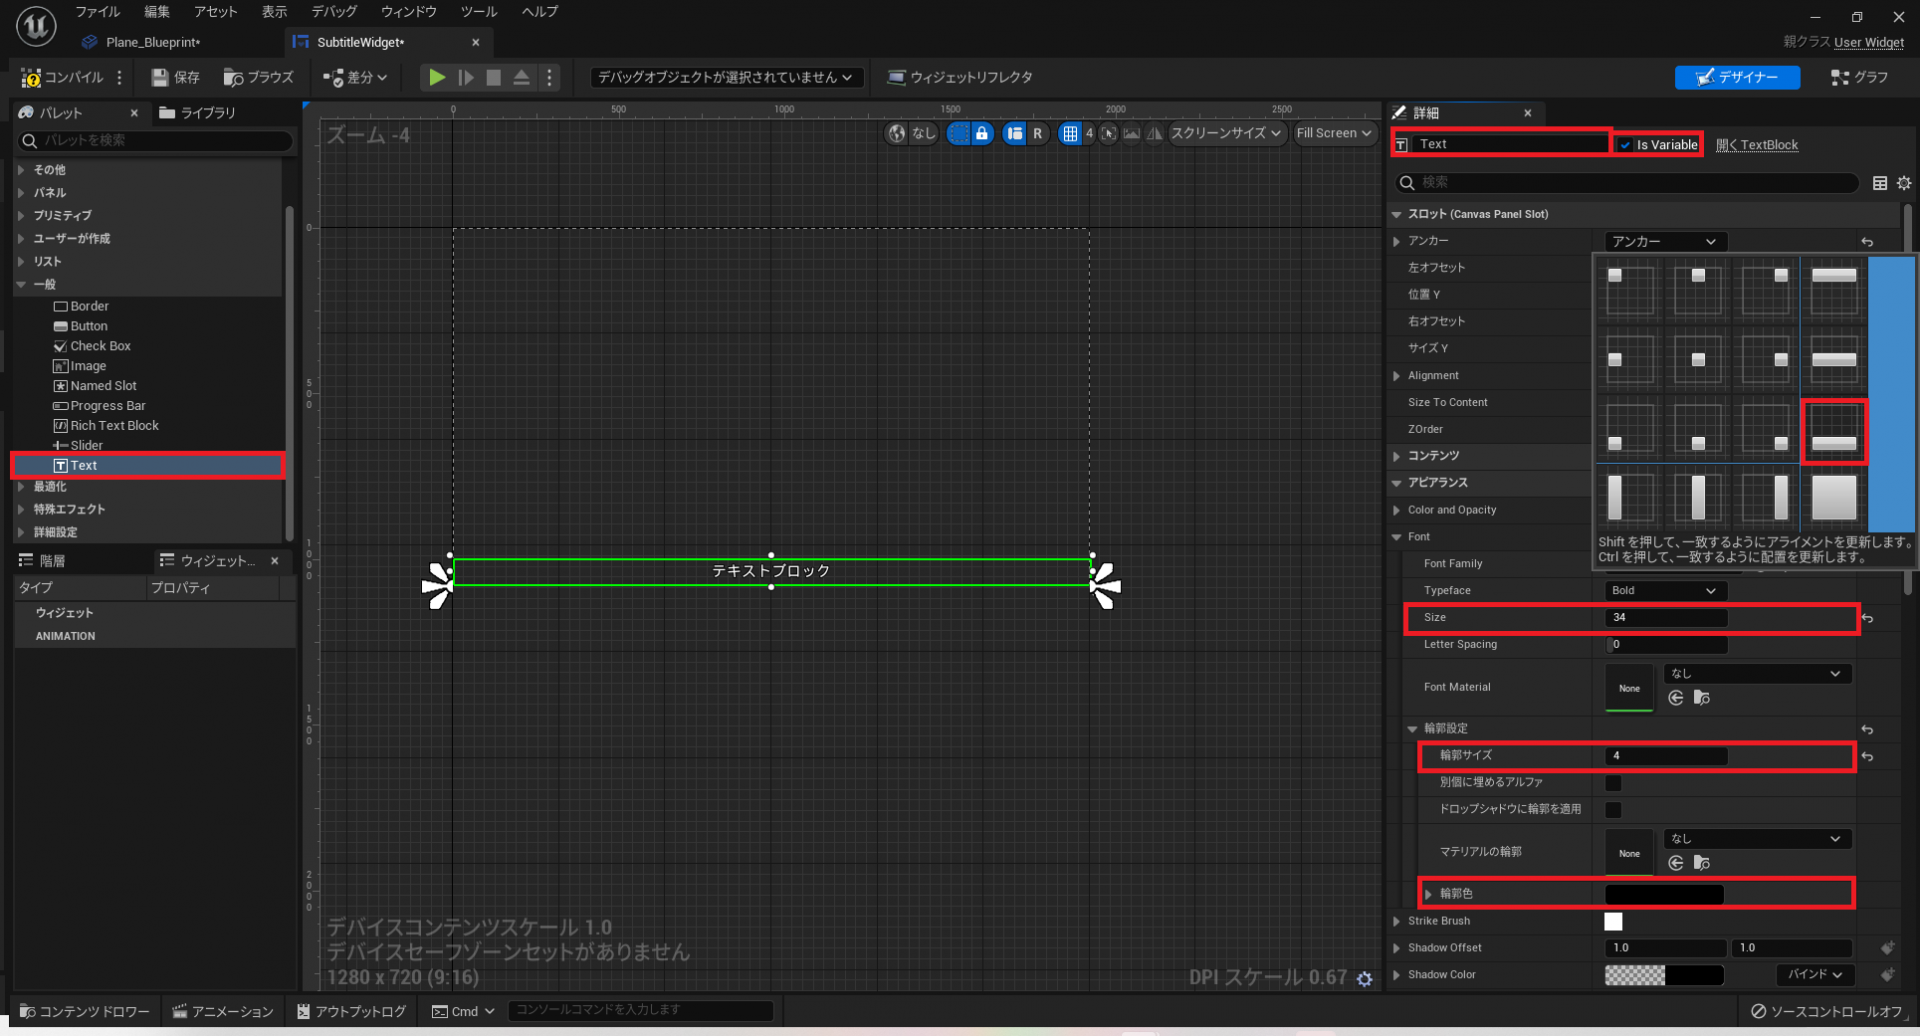 ファイル 編集 アセット 表示 デバッグ ウィンドウ ツール ヘルプ
Plane_Blueprint* SubtitleWidget*
親クラス User Widget
コンパイル 保存 ブラウズ 差分 デバッグオブジェクトが選択されていません ウィジェットリフレクタ デザイナー グラフ
パレット ライブラリ
パレットを検索
その他
パネル
プリミティブ
ユーザーが作成
リスト
一般
Border
Button
Check Box
Image
Named Slot
Progress Bar
Rich Text Block
Slider
Text
最適化
特殊エフェクト
詳細設定
階層 ウィジェット...
タイプ プロパティ
ウィジェット
ANIMATION
0 500 1000 1500 2000 2500
ズーム -4
なし R 4 スクリーンサイズ Fill Screen
0
500
1000
1500
2000
テキストブロック
デバイスコンテンツスケール 1.0
デバイスセーフゾーンセットがありません
1280 x 720 (9:16)
DPI スケール 0.67
詳細
Text Is Variable 開く TextBlock
検索
スロット (Canvas Panel Slot)
アンカー アンカー
左オフセット
位置 Y
右オフセット
サイズ Y
Alignment
Size To Content
ZOrder
コンテンツ
アピアランス
Color and Opacity
Font
Shift を押して、一致するようにアライメントを更新します。
Ctrl を押して、一致するように配置を更新します。
Font Family
Typeface Bold
Size 34
Letter Spacing 0
Font Material None なし
輪郭設定
輪郭サイズ 4
別個に埋めるアルファ
ドロップシャドウに輪郭を適用
マテリアルの輪郭 None なし
輪郭色
Strike Brush
Shadow Offset 1.0 1.0
Shadow Color バインド
コンテンツドロワー アニメーション アウトプットログ Cmd コンソールコマンドを入力します ソースコントロールオフ